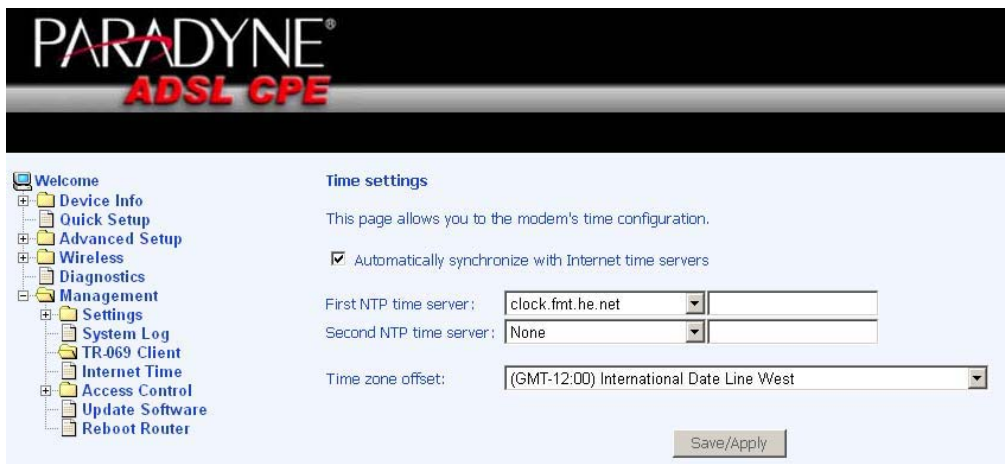 PARADYNE®
ADSL CPE
Welcome
Device Info
Quick Setup
Advanced Setup
Wireless
Diagnostics
Management
Settings
System Log
TR-069 Client
Internet Time
Access Control
Update Software
Reboot Router
Time settings
This page allows you to the modem's time configuration.
Automatically synchronize with Internet time servers
First NTP time server: clock.fmt.he.net
Second NTP time server: None
Time zone offset: (GMT-12:00) International Date Line West
Save/Apply